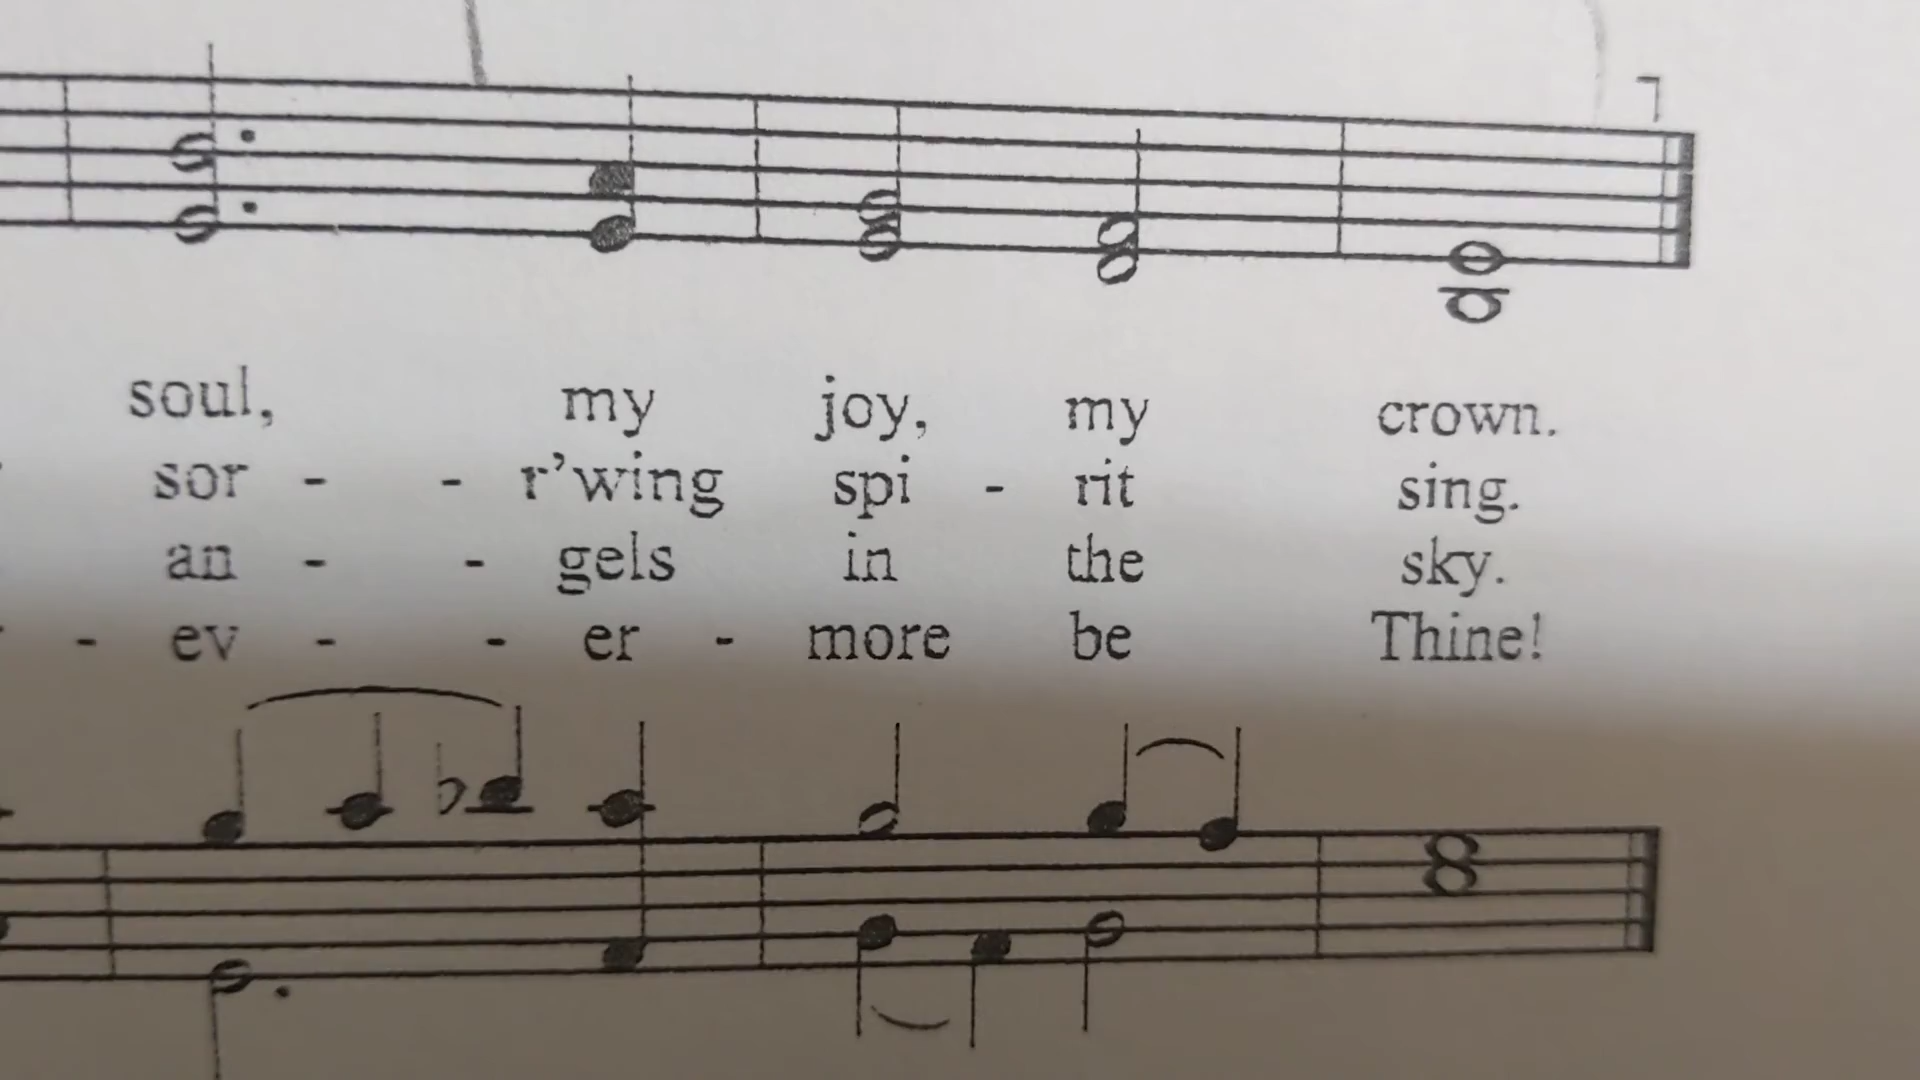 soul, my joy, my crown.
sor - - r'wing spi - rit sing.
an - - gels in the sky.
- ev - - er - more be Thine!